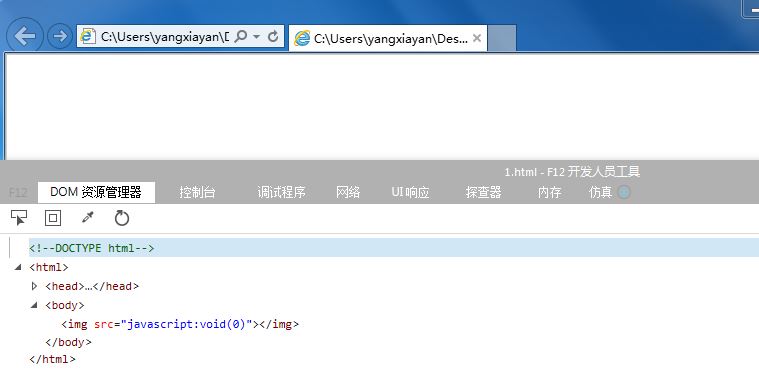 C:\Users\yangxiayan\D
C:\Users\yangxiayan\Des...
1.html - F12 开发人员工具
F12 DOM 资源管理器 控制台 调试程序 网络 UI 响应 探查器 内存 仿真
<!--DOCTYPE html-->
<html>
<head>...</head>
<body>
<img src="javascript:void(0)"></img>
</body>
</html>